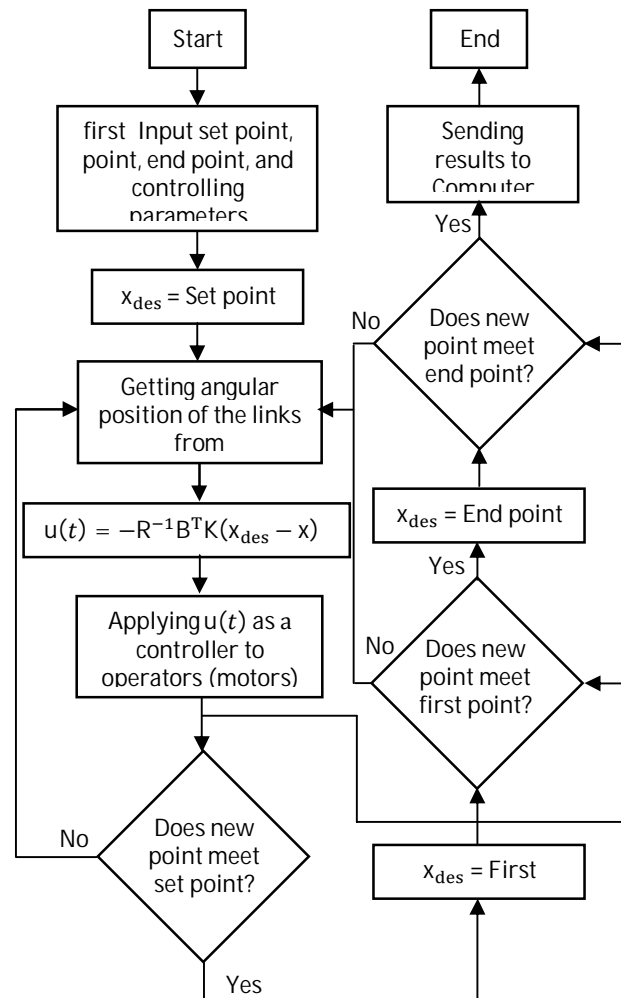 Start
first Input set point,
point, end point, and
controlling
parameters
x_des = Set point
Getting angular
position of the links
from
u(t) = −R⁻¹BᵀK(x_des − x)
Applying u(t) as a
controller to
operators (motors)
Does new
point meet
set point?
No
Yes
x_des = First
Does new
point meet
first point?
No
Yes
x_des = End point
Does new
point meet
end point?
No
Yes
Sending
results to
Computer
End